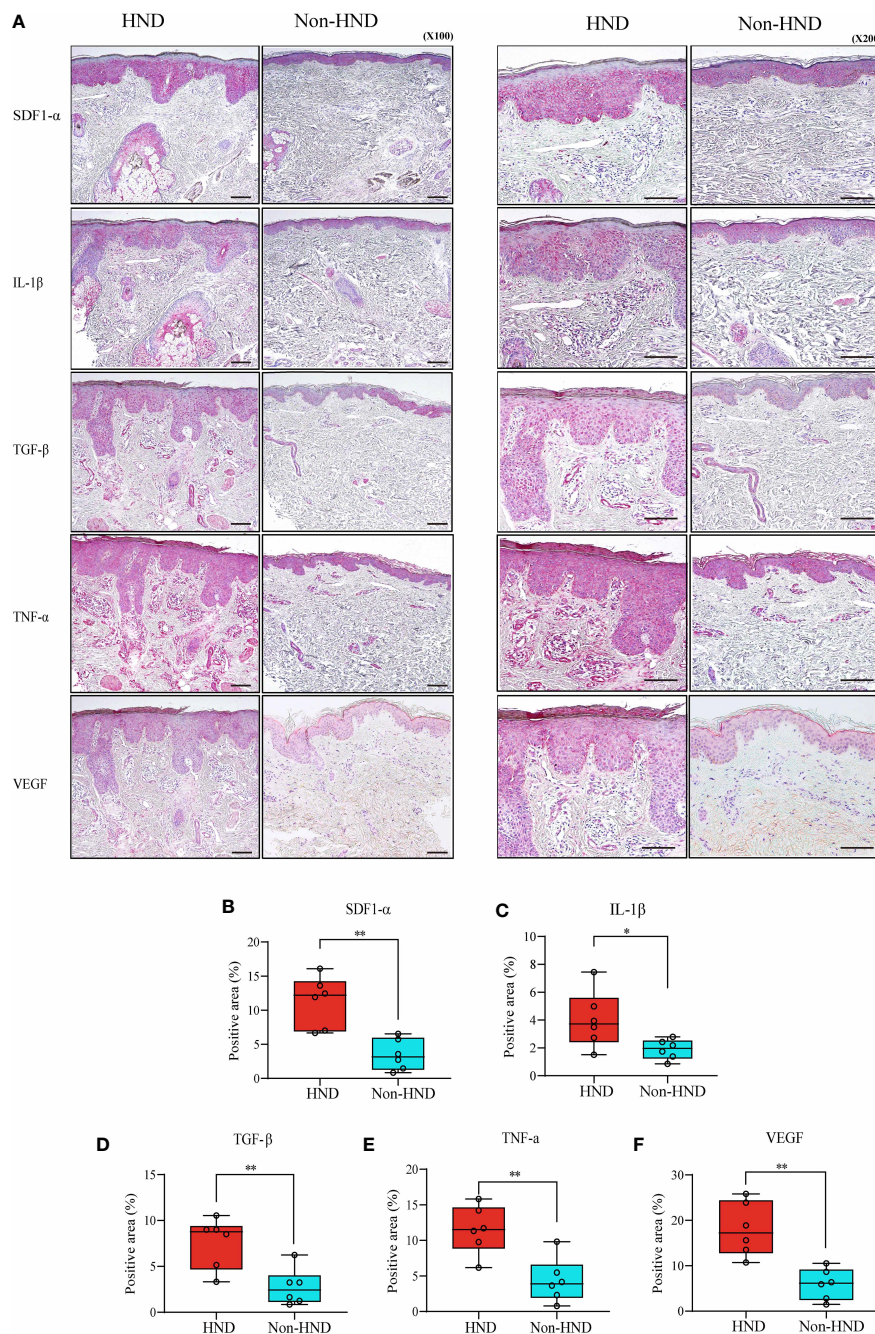 A
HND
Non-HND
(X100)
HND
Non-HND
(X200
SDF1-α
IL-1β
TGF-β
TNF-α
VEGF
B
SDF1-α
**
Positive area (%)
20
15
10
5
0
HND
Non-HND
C
IL-1β
*
Positive area (%)
10
8
6
4
2
0
HND
Non-HND
D
TGF-β
**
Positive area (%)
15
10
5
0
HND
Non-HND
E
TNF-a
**
Positive area (%)
20
15
10
5
0
HND
Non-HND
F
VEGF
**
Positive area (%)
30
20
10
0
HND
Non-HND